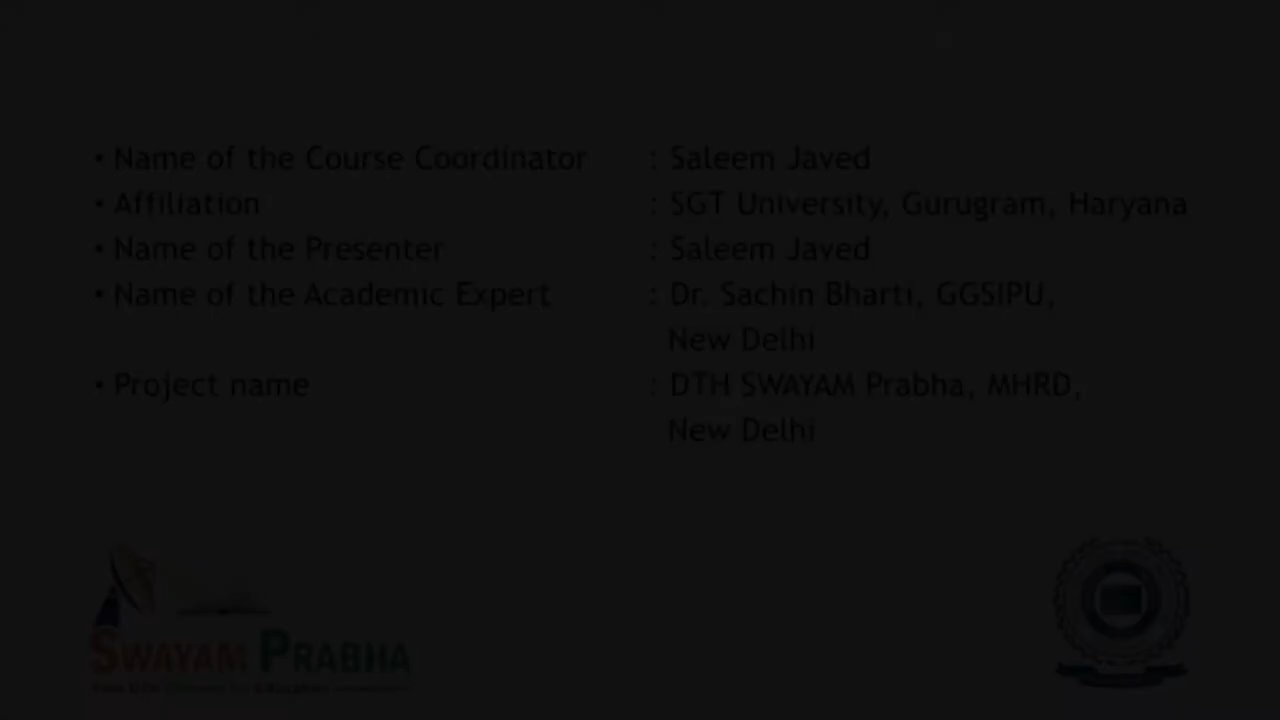 • Name of the Course Coordinator : Saleem Javed
• Affiliation : SGT University, Gurugram, Haryana
• Name of the Presenter : Saleem Javed
• Name of the Academic Expert : Dr. Sachin Bharti, GGSIPU,
New Delhi
• Project name : DTH SWAYAM Prabha, MHRD,
New Delhi
SWAYAM PRABHA